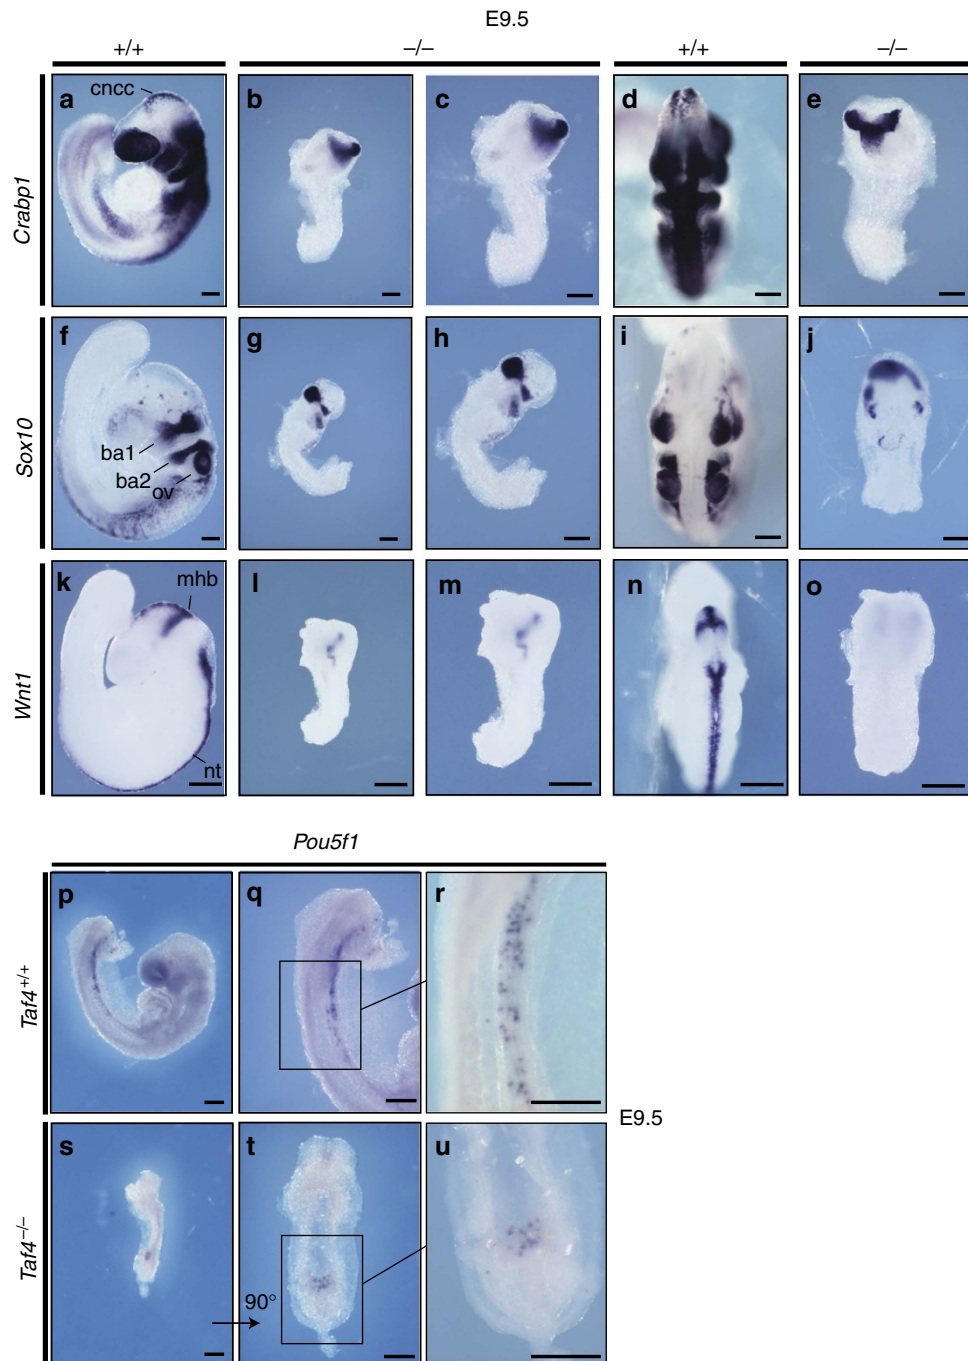 E9.5
+/+ –/– +/+ –/–
Crabp1
a cncc b c d e
Sox10
f ba1 ba2 ov g h i j
Wnt1
k mhb nt l m n o
Pou5f1
Taf4+/+
p q r
E9.5
Taf4–/–
s 90° t u